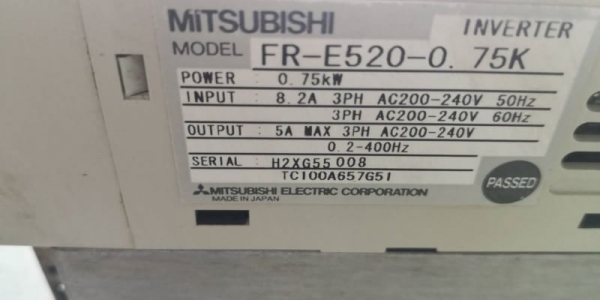 MITSUBISHI INVERTER
MODEL FR-E520-0.75K
POWER : 0.75kW
INPUT : 8.2A 3PH AC200-240V 50Hz
3PH AC200-240V 60Hz
OUTPUT : 5A MAX 3PH AC200-240V
0.2-400Hz
SERIAL : H2XG55008
TC100A657G51
PASSED
MITSUBISHI ELECTRIC CORPORATION
MADE IN JAPAN